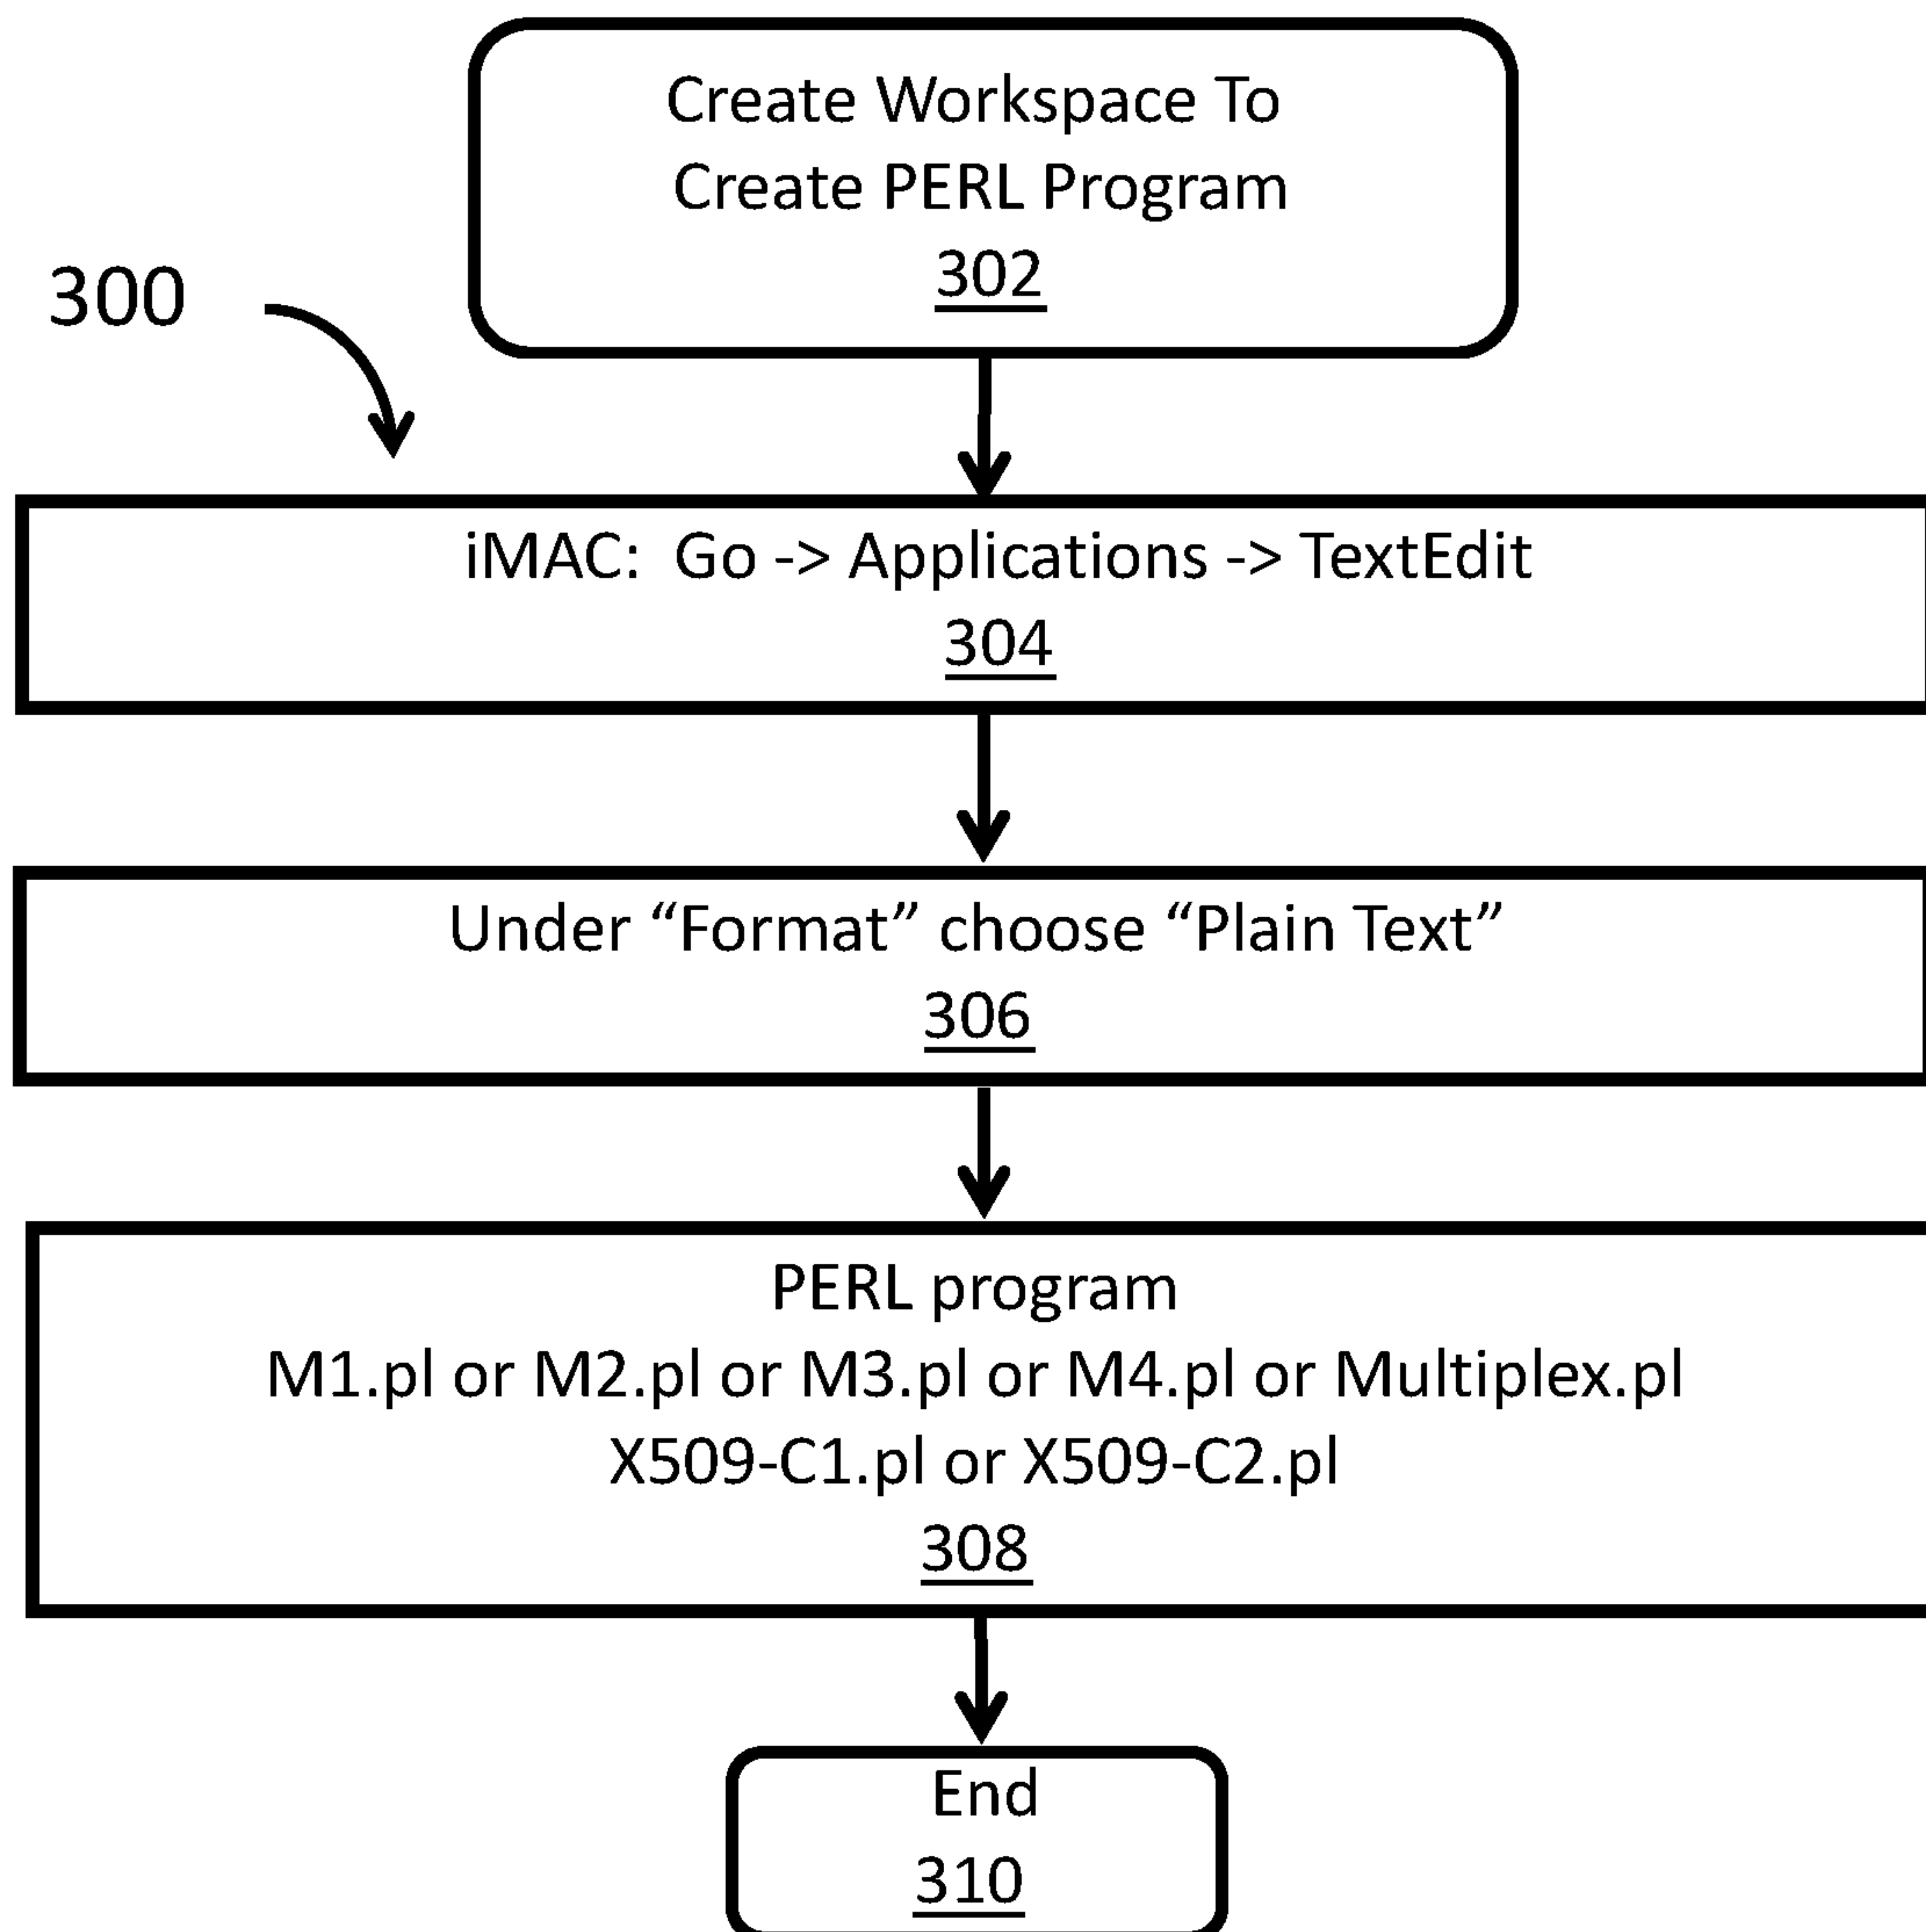 Create Workspace To
Create PERL Program
302
300
iMAC: Go -> Applications -> TextEdit
304
Under “Format” choose “Plain Text”
306
PERL program
M1.pl or M2.pl or M3.pl or M4.pl or Multiplex.pl
X509-C1.pl or X509-C2.pl
308
End
310